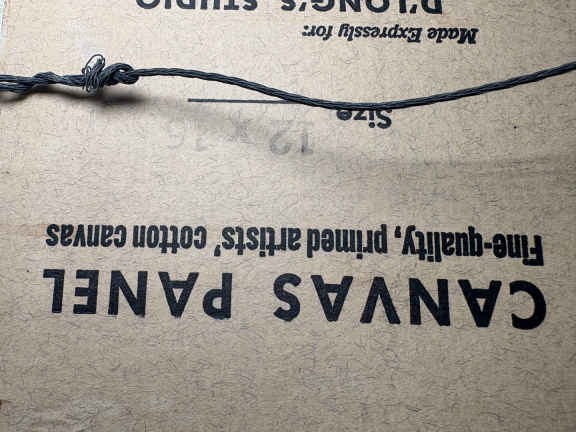 CANVAS PANEL
Fine-quality, primed artists' cotton canvas
Size 12 x 16
Made Expressly for:
D'LONG'S STUDIO